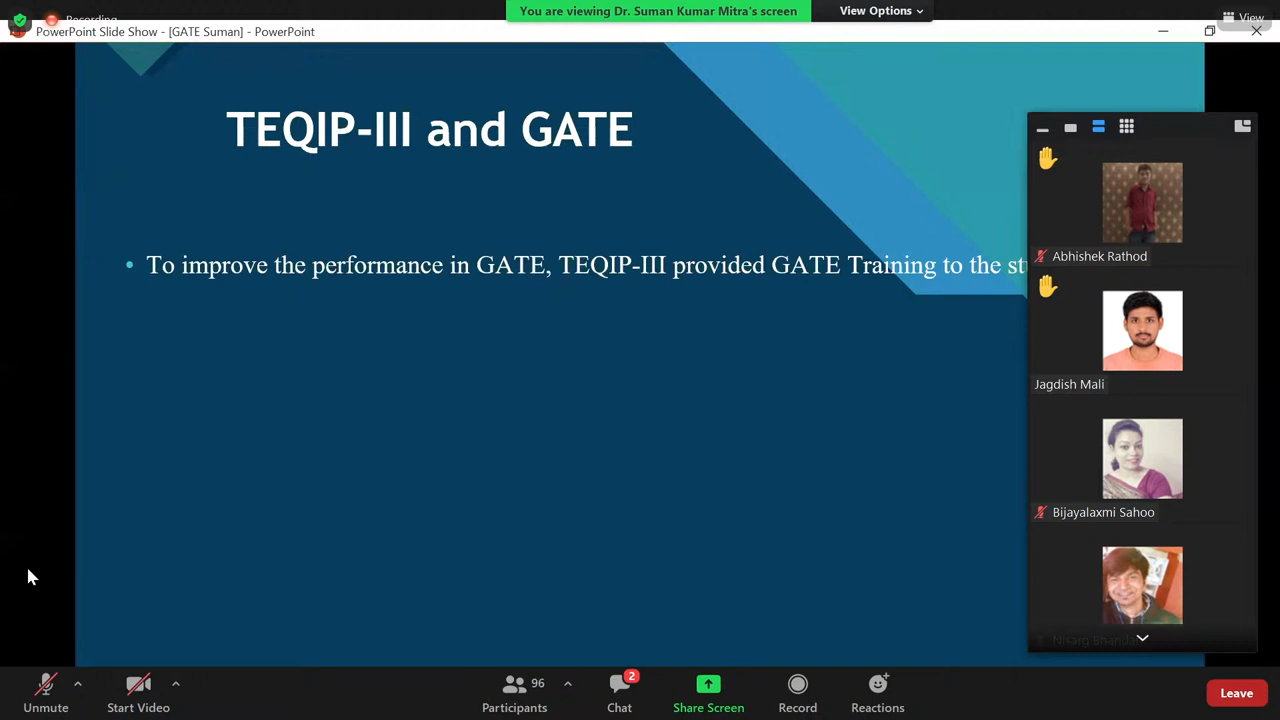 Recording
You are viewing Dr. Suman Kumar Mitra's screen
View Options
View
PowerPoint Slide Show - [GATE Suman] - PowerPoint
TEQIP-III and GATE
• To improve the performance in GATE, TEQIP-III provided GATE Training to the
Abhishek Rathod
Jagdish Mali
Bijayalaxmi Sahoo
Nisarg
Unmute
Start Video
96
Participants
2
Chat
Share Screen
Record
Reactions
Leave